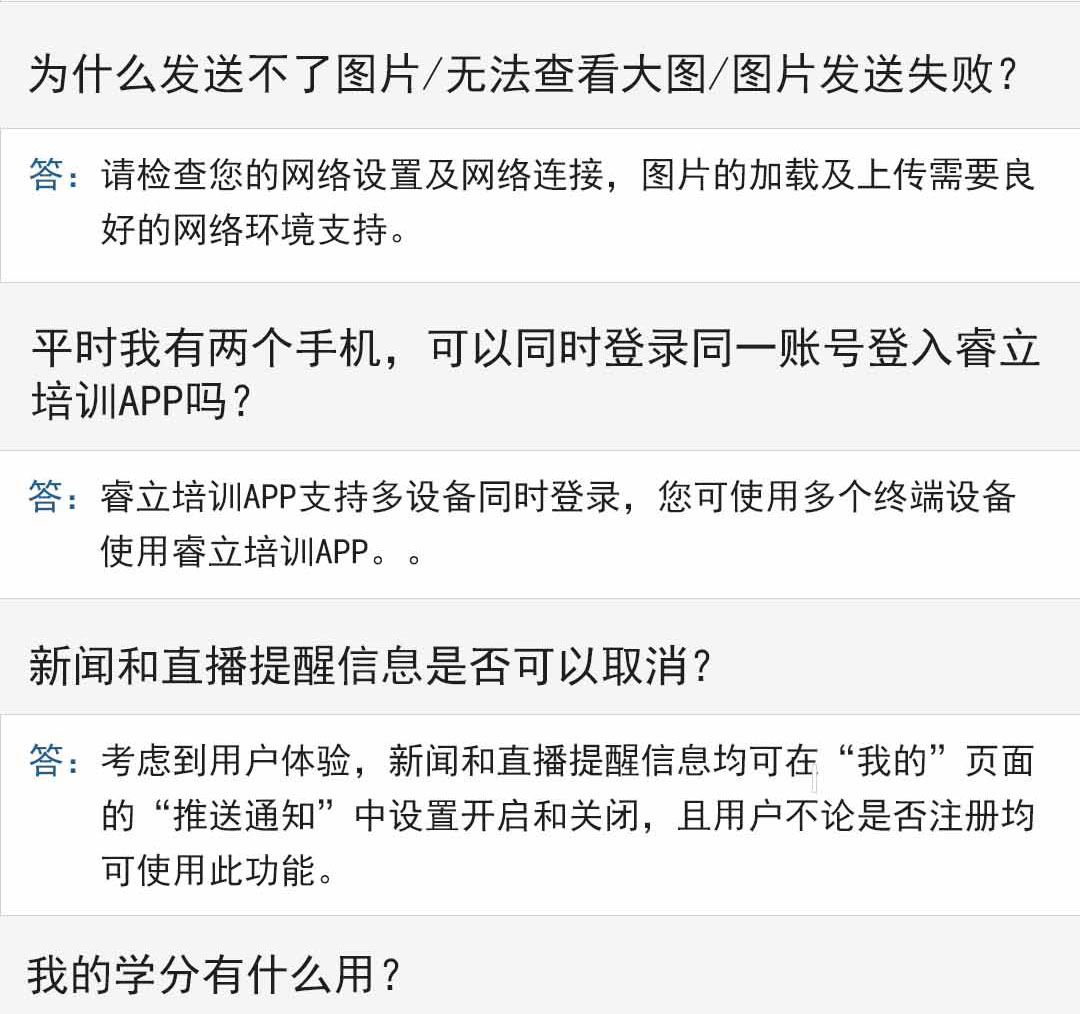 为什么发送不了图片/无法查看大图/图片发送失败?
答：请检查您的网络设置及网络连接，图片的加载及上传需要良
好的网络环境支持。
平时我有两个手机，可以同时登录同一账号登入睿立
培训APP吗?
答：睿立培训APP支持多设备同时登录，您可使用多个终端设备
使用睿立培训APP。。
新闻和直播提醒信息是否可以取消?
答：考虑到用户体验，新闻和直播提醒信息均可在“我的”页面
的“推送通知”中设置开启和关闭，且用户不论是否注册均
可使用此功能。
我的学分有什么用?